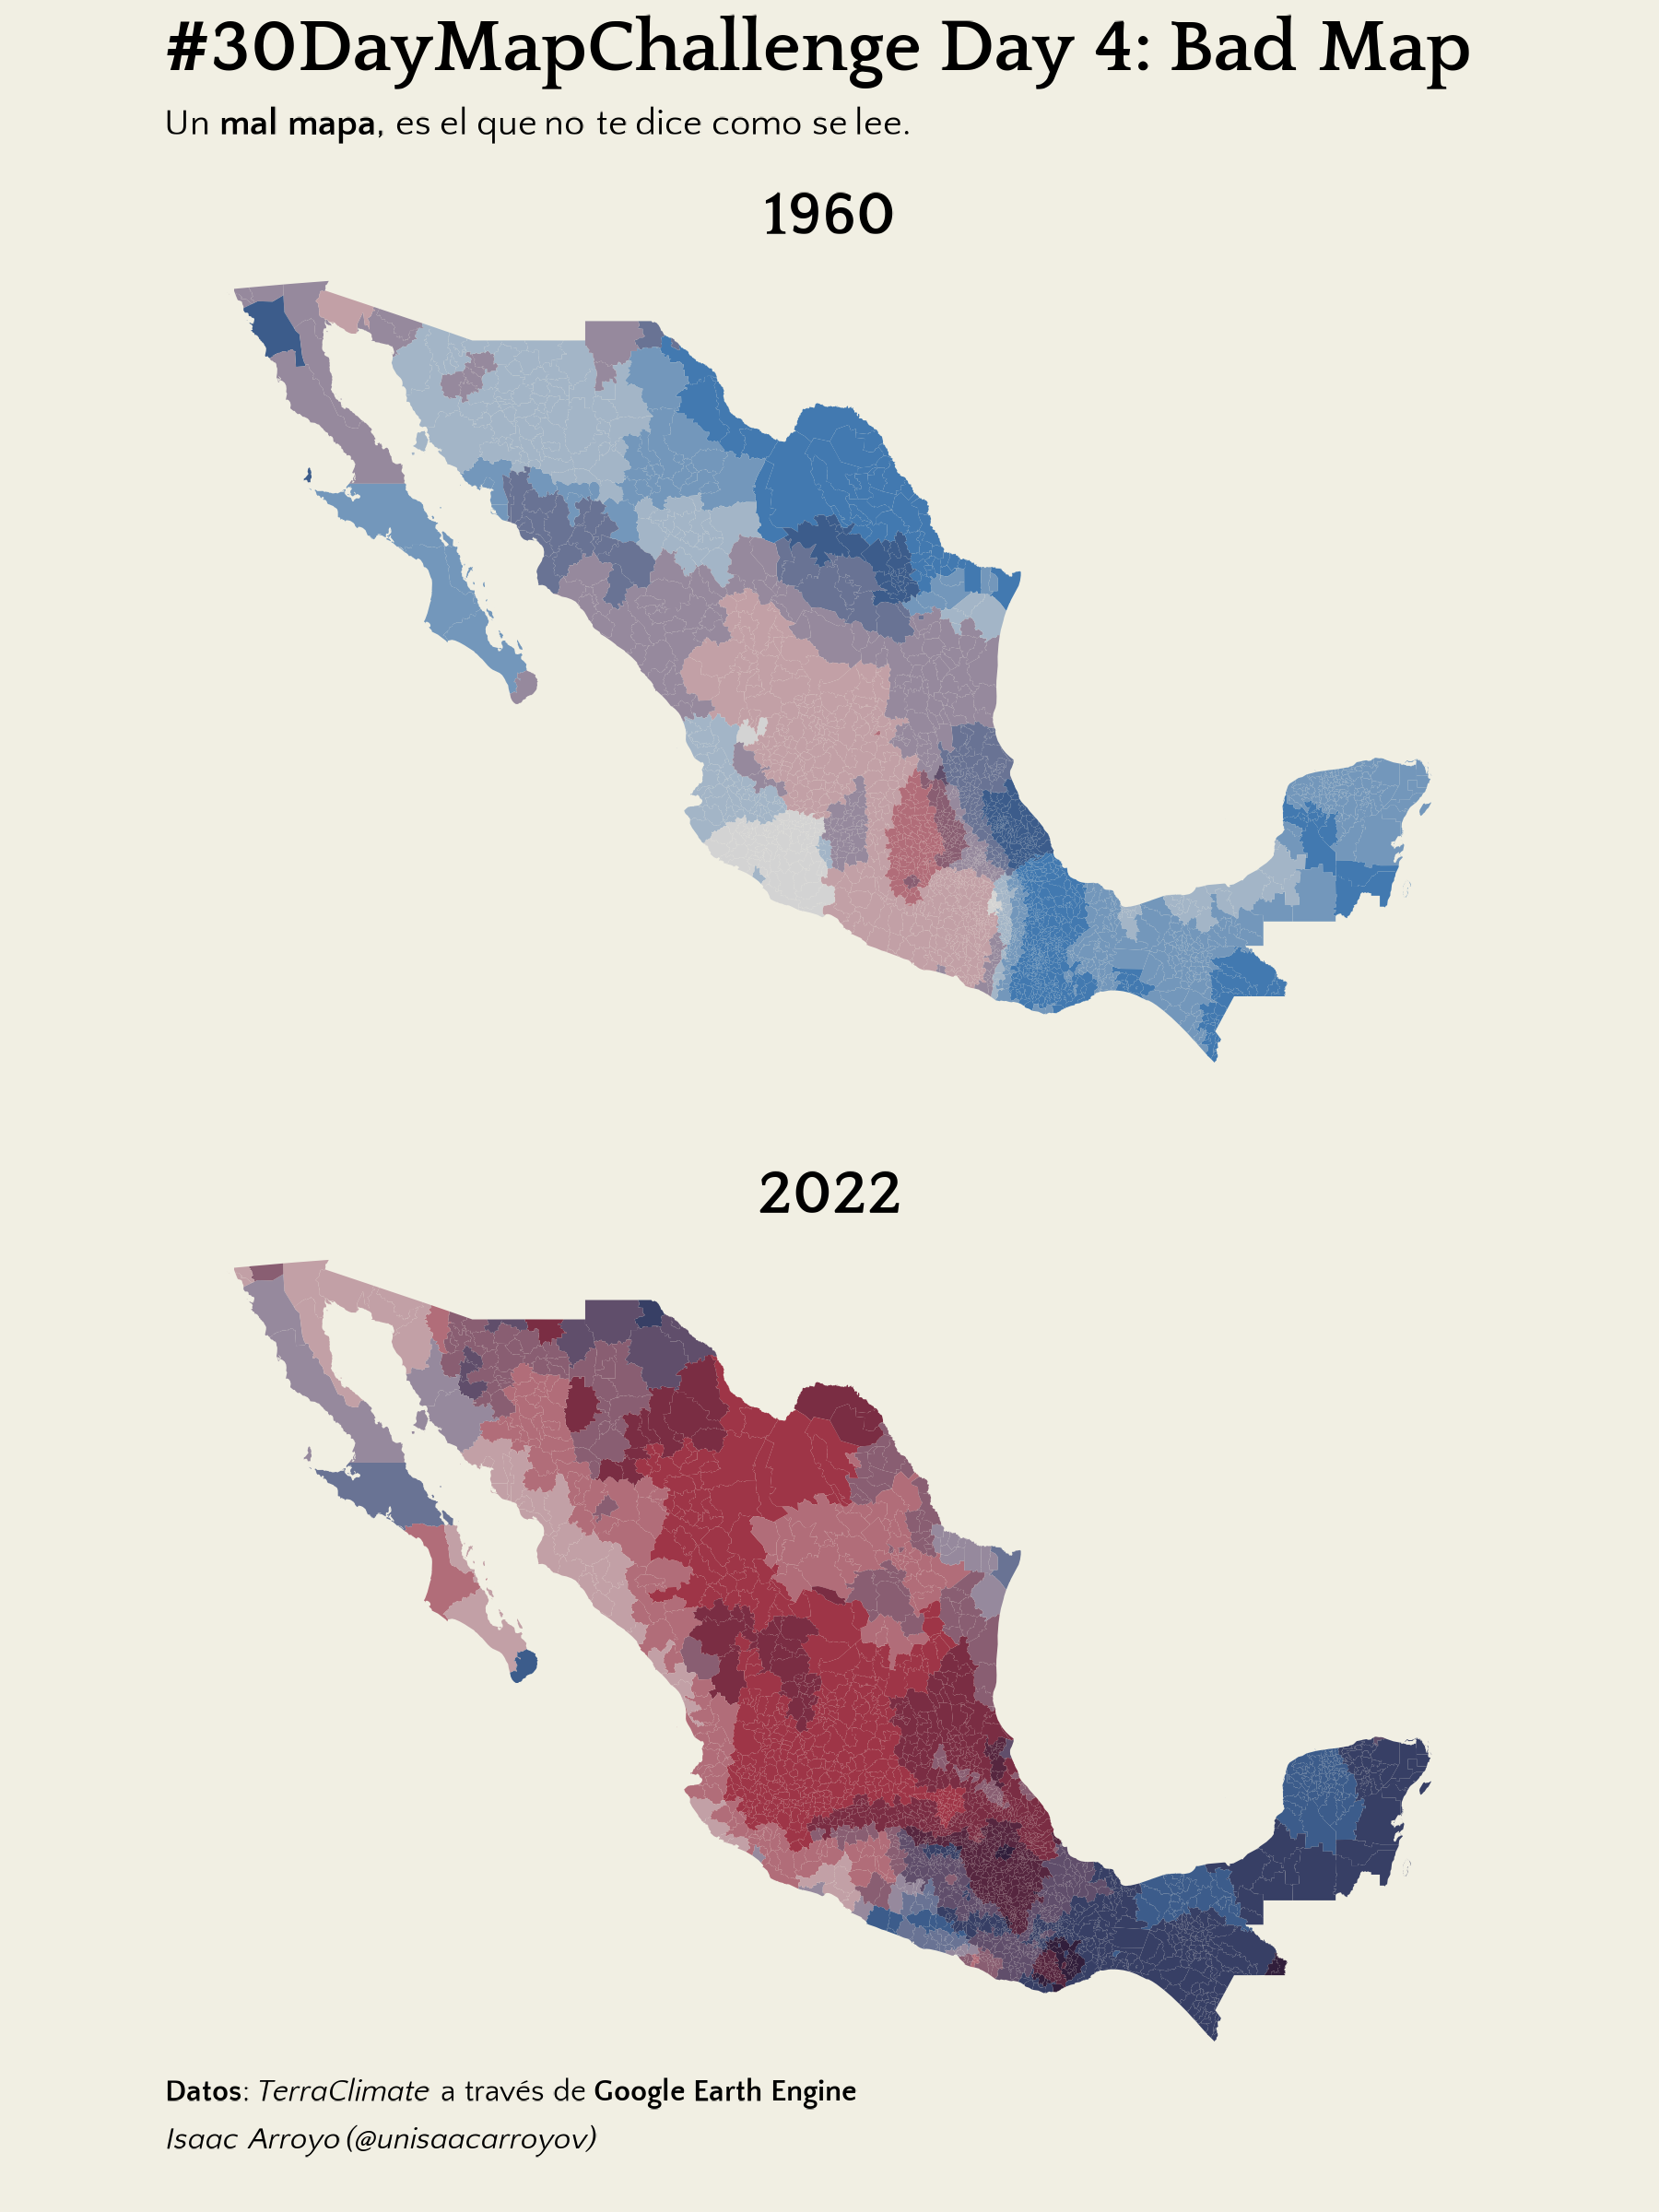 #30DayMapChallenge Day 4: Bad Map
Un mal mapa, es el que no te dice como se lee.
1960
2022
Datos: TerraClimate a través de Google Earth Engine
Isaac Arroyo (@unisaacarroyov)